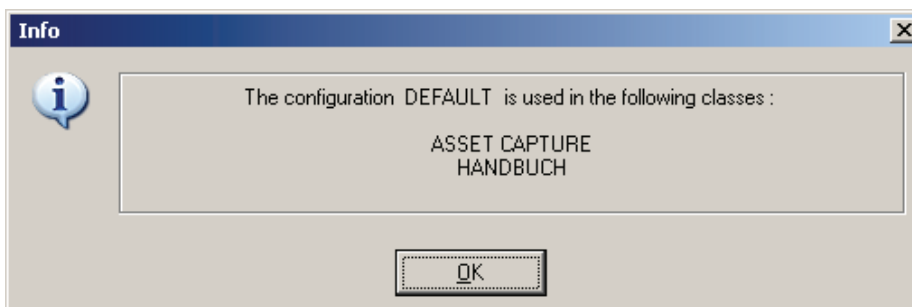 Info
The configuration DEFAULT is used in the following classes :
ASSET CAPTURE
HANDBUCH
OK